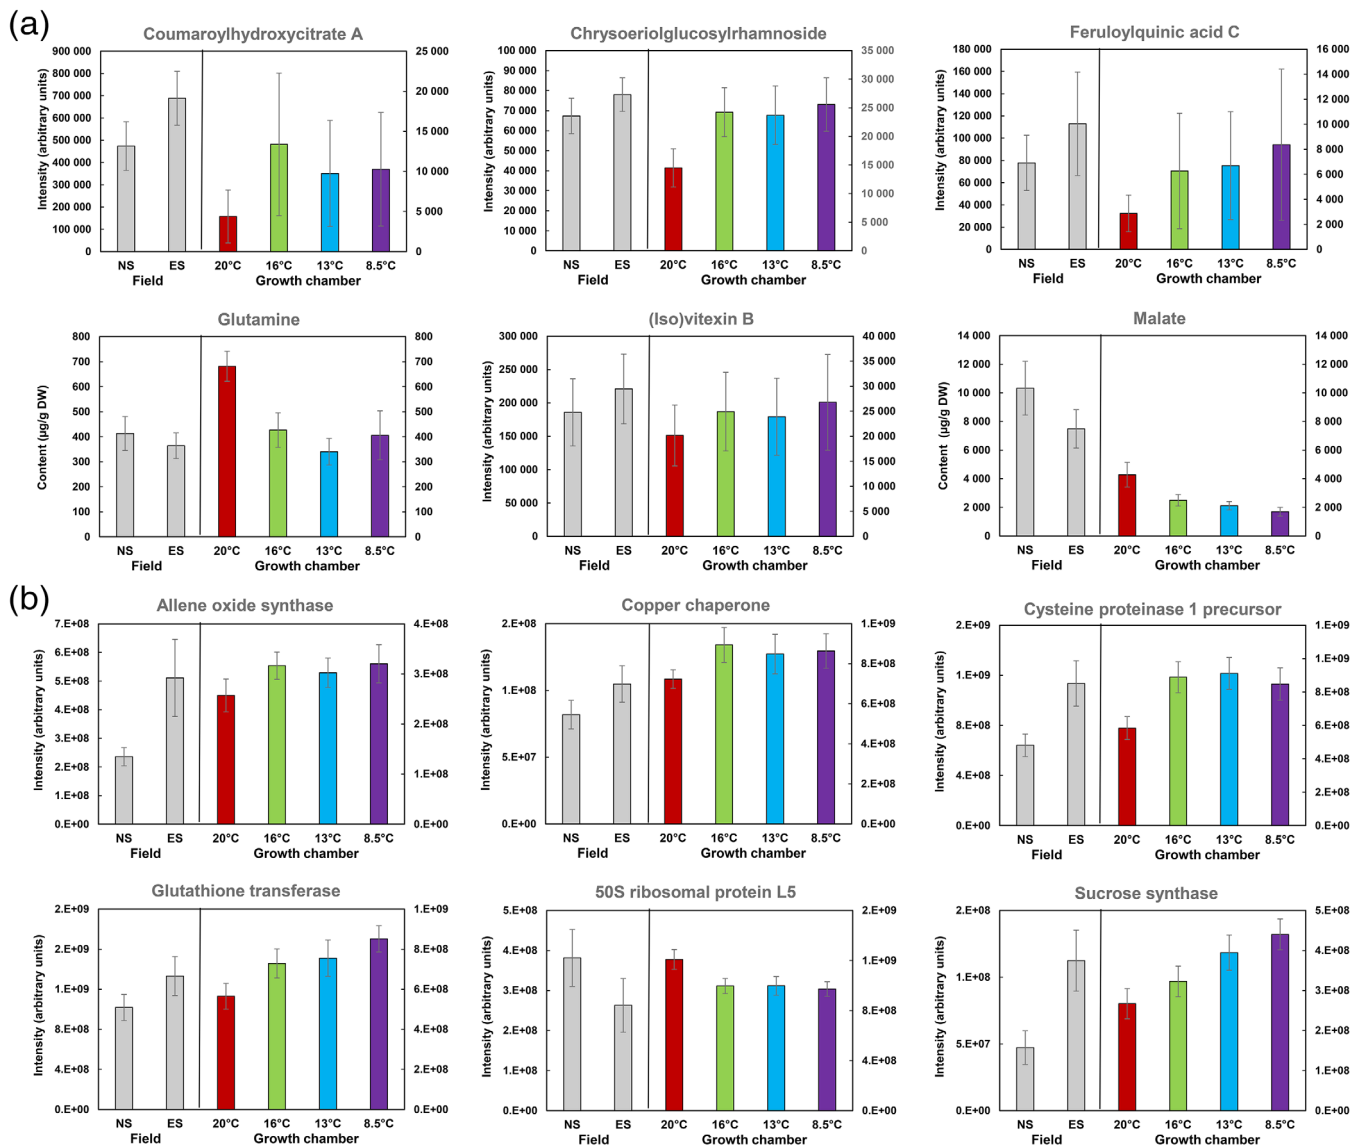 (a)
Coumaroylhydroxycitrate A
Intensity (arbitrary units)
900 000
800 000
700 000
600 000
500 000
400 000
300 000
200 000
100 000
0
25 000
20 000
15 000
10 000
5 000
0
NS ES 20°C 16°C 13°C 8.5°C
Field Growth chamber
Chrysoeriolglucosylrhamnoside
Intensity (arbitrary units)
100 000
90 000
80 000
70 000
60 000
50 000
40 000
30 000
20 000
10 000
0
35 000
30 000
25 000
20 000
15 000
10 000
5 000
0
NS ES 20°C 16°C 13°C 8.5°C
Field Growth chamber
Feruloylquinic acid C
Intensity (arbitrary units)
180 000
160 000
140 000
120 000
100 000
80 000
60 000
40 000
20 000
0
16 000
14 000
12 000
10 000
8 000
6 000
4 000
2 000
0
NS ES 20°C 16°C 13°C 8.5°C
Field Growth chamber
Glutamine
Content (µg/g DW)
800
700
600
500
400
300
200
100
0
800
700
600
500
400
300
200
100
0
NS ES 20°C 16°C 13°C 8.5°C
Field Growth chamber
(Iso)vitexin B
Intensity (arbitrary units)
300 000
250 000
200 000
150 000
100 000
50 000
0
40 000
35 000
30 000
25 000
20 000
15 000
10 000
5 000
0
NS ES 20°C 16°C 13°C 8.5°C
Field Growth chamber
Malate
Content (µg/g DW)
14 000
12 000
10 000
8 000
6 000
4 000
2 000
0
14 000
12 000
10 000
8 000
6 000
4 000
2 000
0
NS ES 20°C 16°C 13°C 8.5°C
Field Growth chamber
(b)
Allene oxide synthase
Intensity (arbitrary units)
7.E+08
6.E+08
5.E+08
4.E+08
3.E+08
2.E+08
1.E+08
0.E+00
4.E+08
3.E+08
2.E+08
1.E+08
0.E+00
NS ES 20°C 16°C 13°C 8.5°C
Field Growth chamber
Copper chaperone
Intensity (arbitrary units)
2.E+08
1.E+08
5.E+07
0.E+00
1.E+09
8.E+08
6.E+08
4.E+08
2.E+08
0.E+00
NS ES 20°C 16°C 13°C 8.5°C
Field Growth chamber
Cysteine proteinase 1 precursor
Intensity (arbitrary units)
2.E+09
1.E+09
8.E+08
4.E+08
0.E+00
1.E+09
1.E+09
8.E+08
6.E+08
4.E+08
2.E+08
0.E+00
NS ES 20°C 16°C 13°C 8.5°C
Field Growth chamber
Glutathione transferase
Intensity (arbitrary units)
2.E+09
2.E+09
1.E+09
8.E+08
4.E+08
0.E+00
1.E+09
8.E+08
6.E+08
4.E+08
2.E+08
0.E+00
NS ES 20°C 16°C 13°C 8.5°C
Field Growth chamber
50S ribosomal protein L5
Intensity (arbitrary units)
5.E+08
4.E+08
3.E+08
2.E+08
1.E+08
0.E+00
2.E+09
1.E+09
8.E+08
4.E+08
0.E+00
NS ES 20°C 16°C 13°C 8.5°C
Field Growth chamber
Sucrose synthase
Intensity (arbitrary units)
2.E+08
1.E+08
5.E+07
0.E+00
5.E+08
4.E+08
3.E+08
2.E+08
1.E+08
0.E+00
NS ES 20°C 16°C 13°C 8.5°C
Field Growth chamber